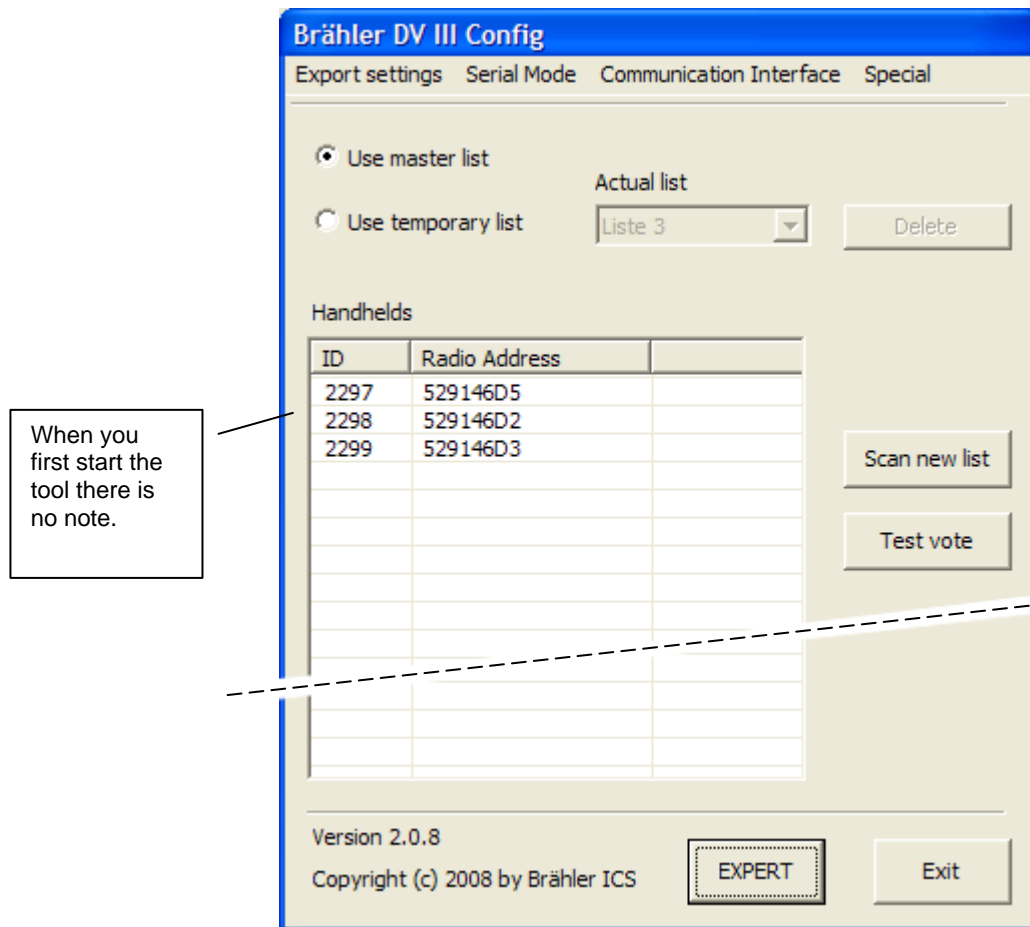 Brähler DV III Config
Export settings Serial Mode Communication Interface Special
Use master list
Actual list
Use temporary list Liste 3 Delete
Handhelds
ID Radio Address
2297 529146D5
2298 529146D2
2299 529146D3
When you
first start the
tool there is
no note.
Scan new list
Test vote
Version 2.0.8
Copyright (c) 2008 by Brähler ICS
EXPERT Exit